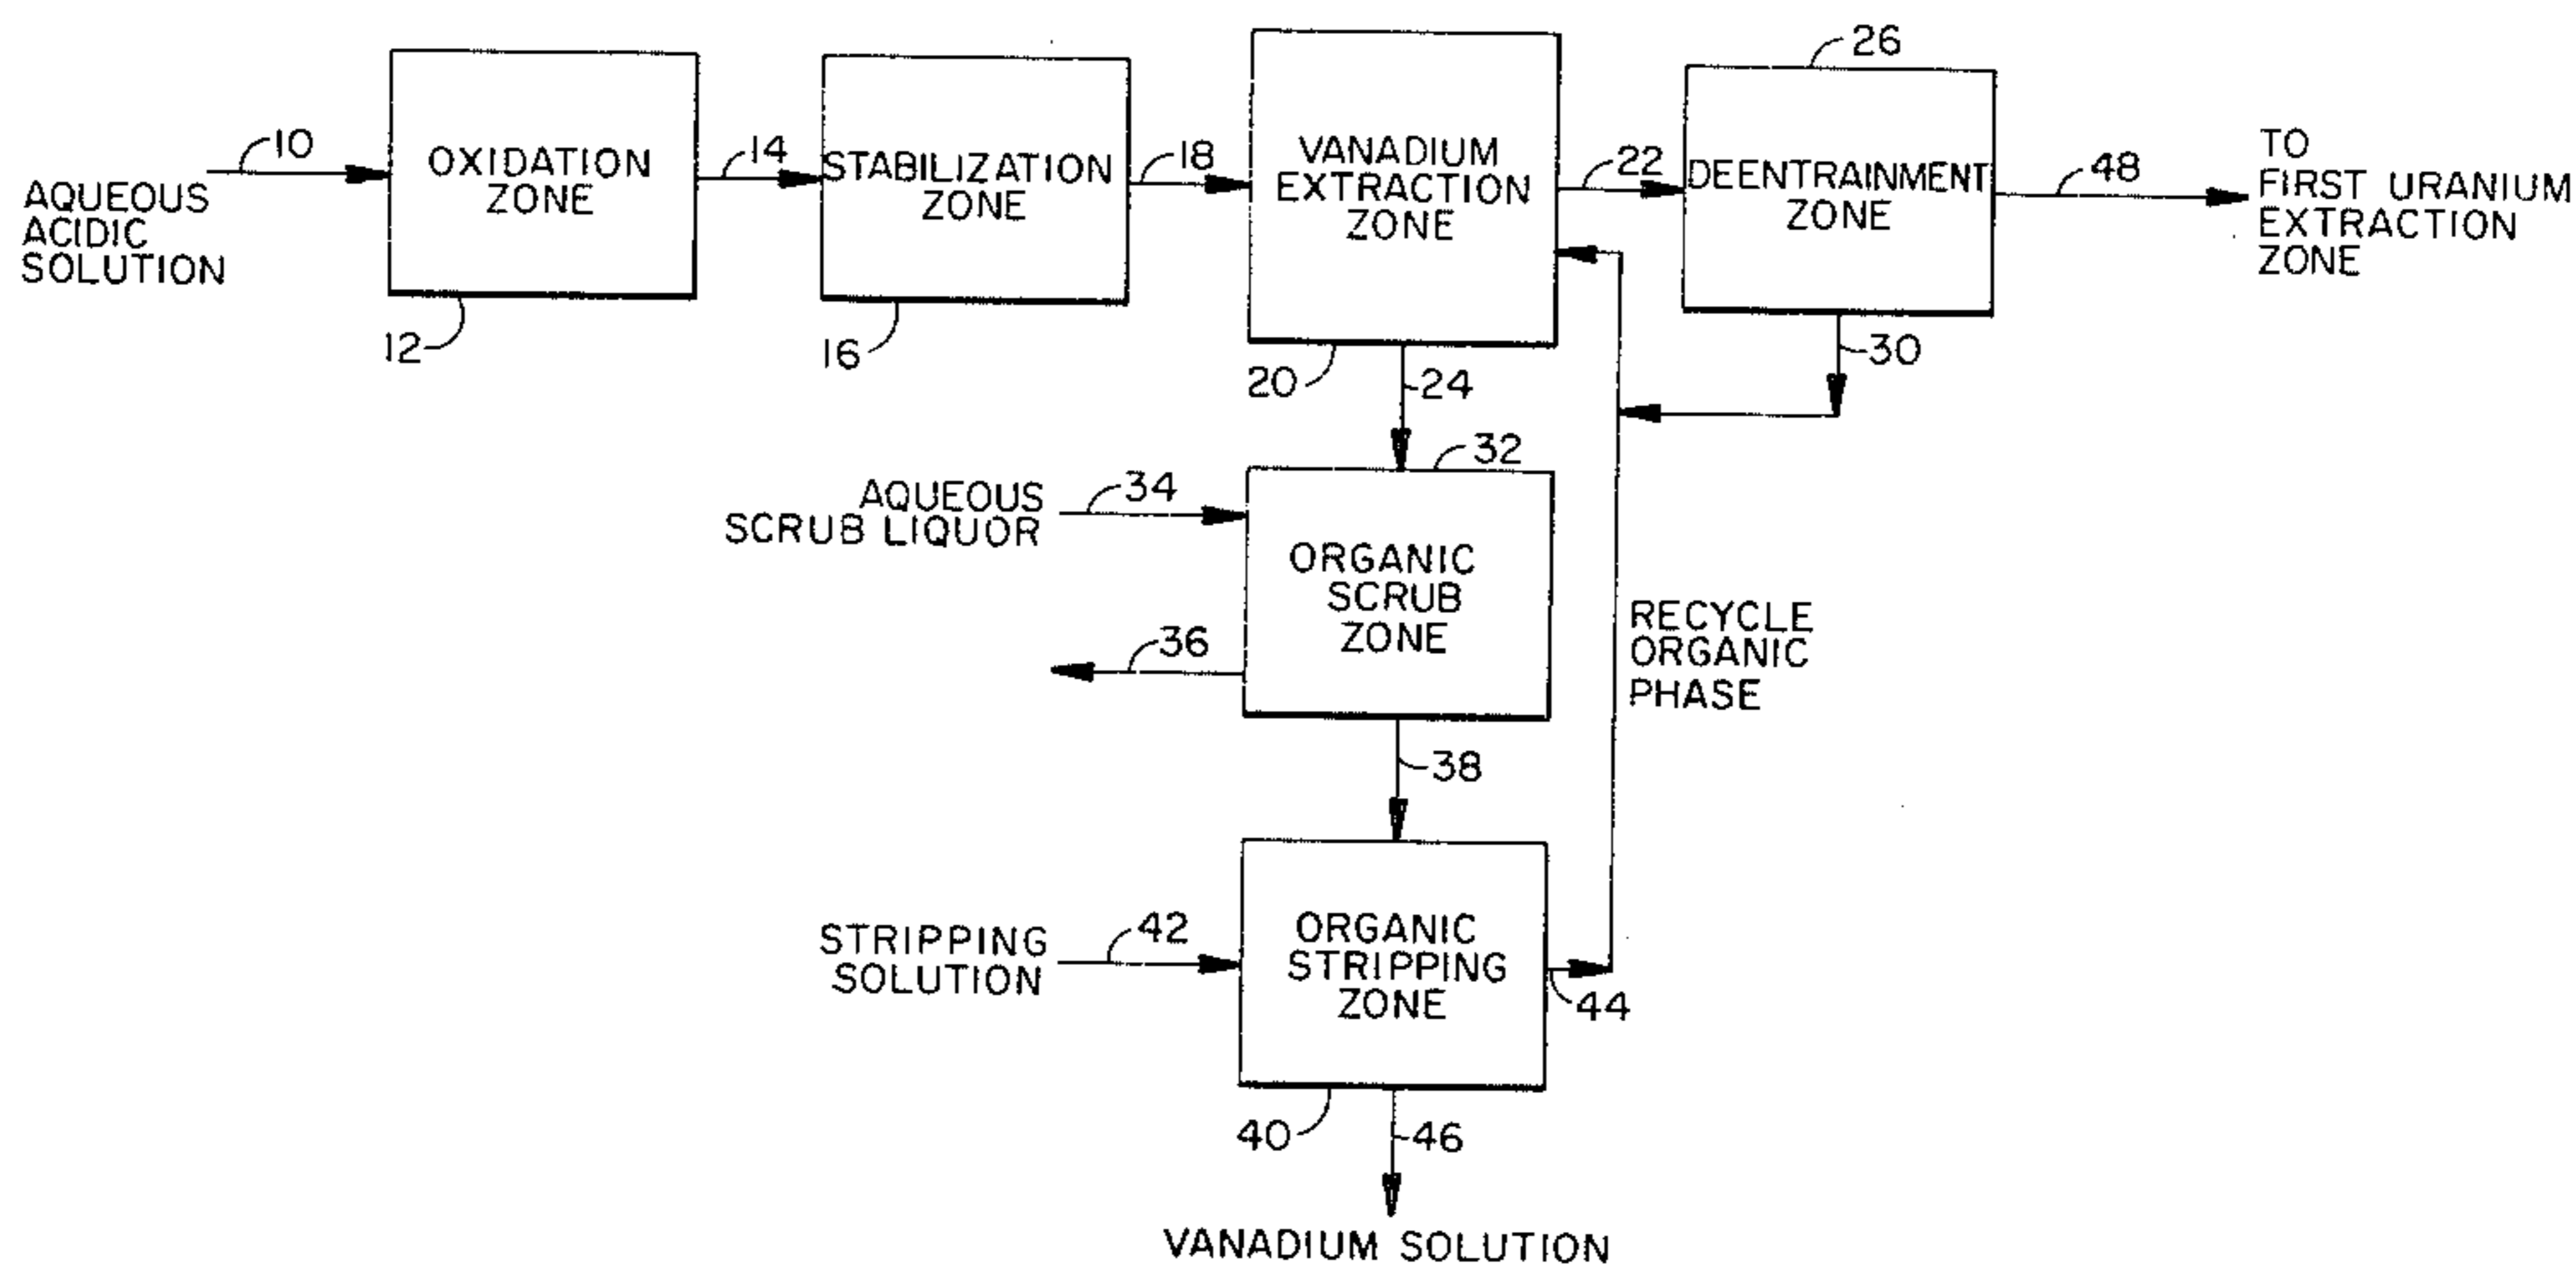 10
AQUEOUS
ACIDIC
SOLUTION
OXIDATION
ZONE
12
14
STABILIZATION
ZONE
16
18
VANADIUM
EXTRACTION
ZONE
20
22
24
26
DEENTRAINMENT
ZONE
30
48
TO
FIRST URANIUM
EXTRACTION
ZONE
32
AQUEOUS
SCRUB LIQUOR
34
ORGANIC
SCRUB
ZONE
36
38
RECYCLE
ORGANIC
PHASE
STRIPPING
SOLUTION
42
ORGANIC
STRIPPING
ZONE
44
40
46
VANADIUM SOLUTION